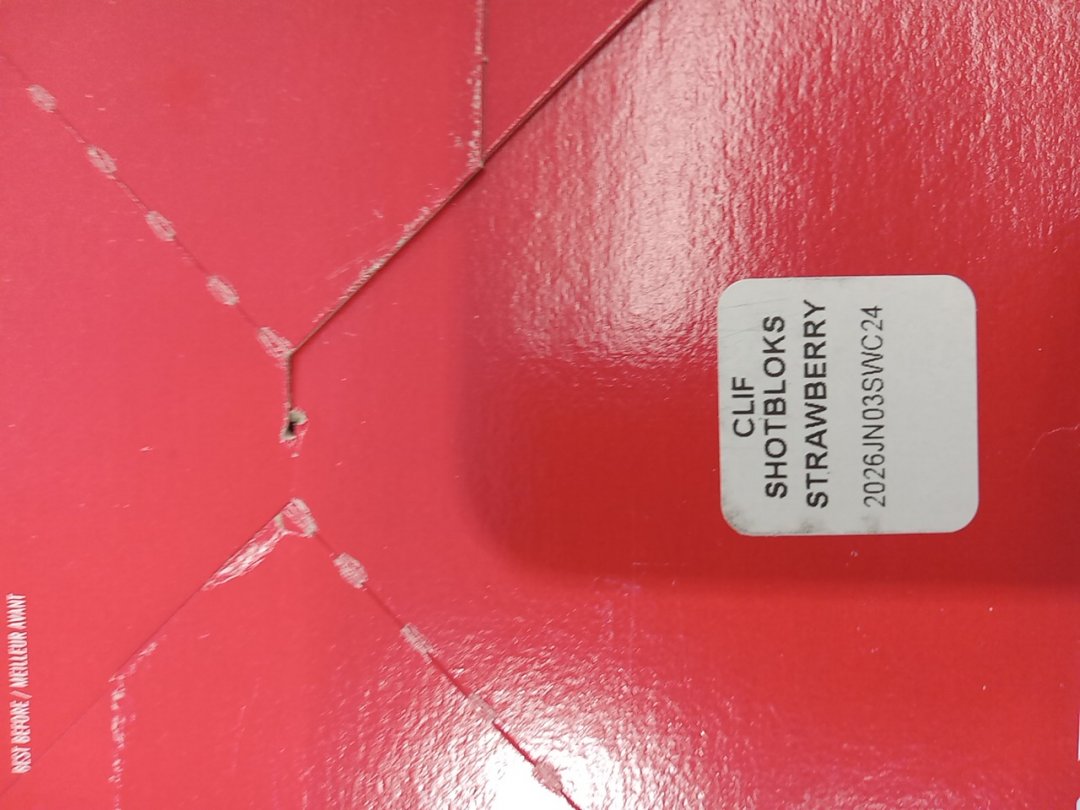 CLIF
SHOTBLOKS
STRAWBERRY
2026JN03SWC24
BEST BEFORE / MEILLEUR AVANT